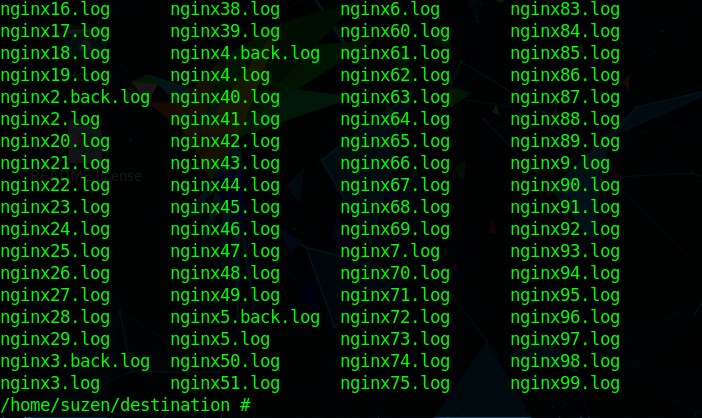 nginx16.log nginx38.log nginx6.log nginx83.log
nginx17.log nginx39.log nginx60.log nginx84.log
nginx18.log nginx4.back.log nginx61.log nginx85.log
nginx19.log nginx4.log nginx62.log nginx86.log
nginx2.back.log nginx40.log nginx63.log nginx87.log
nginx2.log nginx41.log nginx64.log nginx88.log
nginx20.log nginx42.log nginx65.log nginx89.log
nginx21.log nginx43.log nginx66.log nginx9.log
nginx22.log nginx44.log nginx67.log nginx90.log
nginx23.log nginx45.log nginx68.log nginx91.log
nginx24.log nginx46.log nginx69.log nginx92.log
nginx25.log nginx47.log nginx7.log nginx93.log
nginx26.log nginx48.log nginx70.log nginx94.log
nginx27.log nginx49.log nginx71.log nginx95.log
nginx28.log nginx5.back.log nginx72.log nginx96.log
nginx29.log nginx5.log nginx73.log nginx97.log
nginx3.back.log nginx50.log nginx74.log nginx98.log
nginx3.log nginx51.log nginx75.log nginx99.log
/home/suzen/destination #